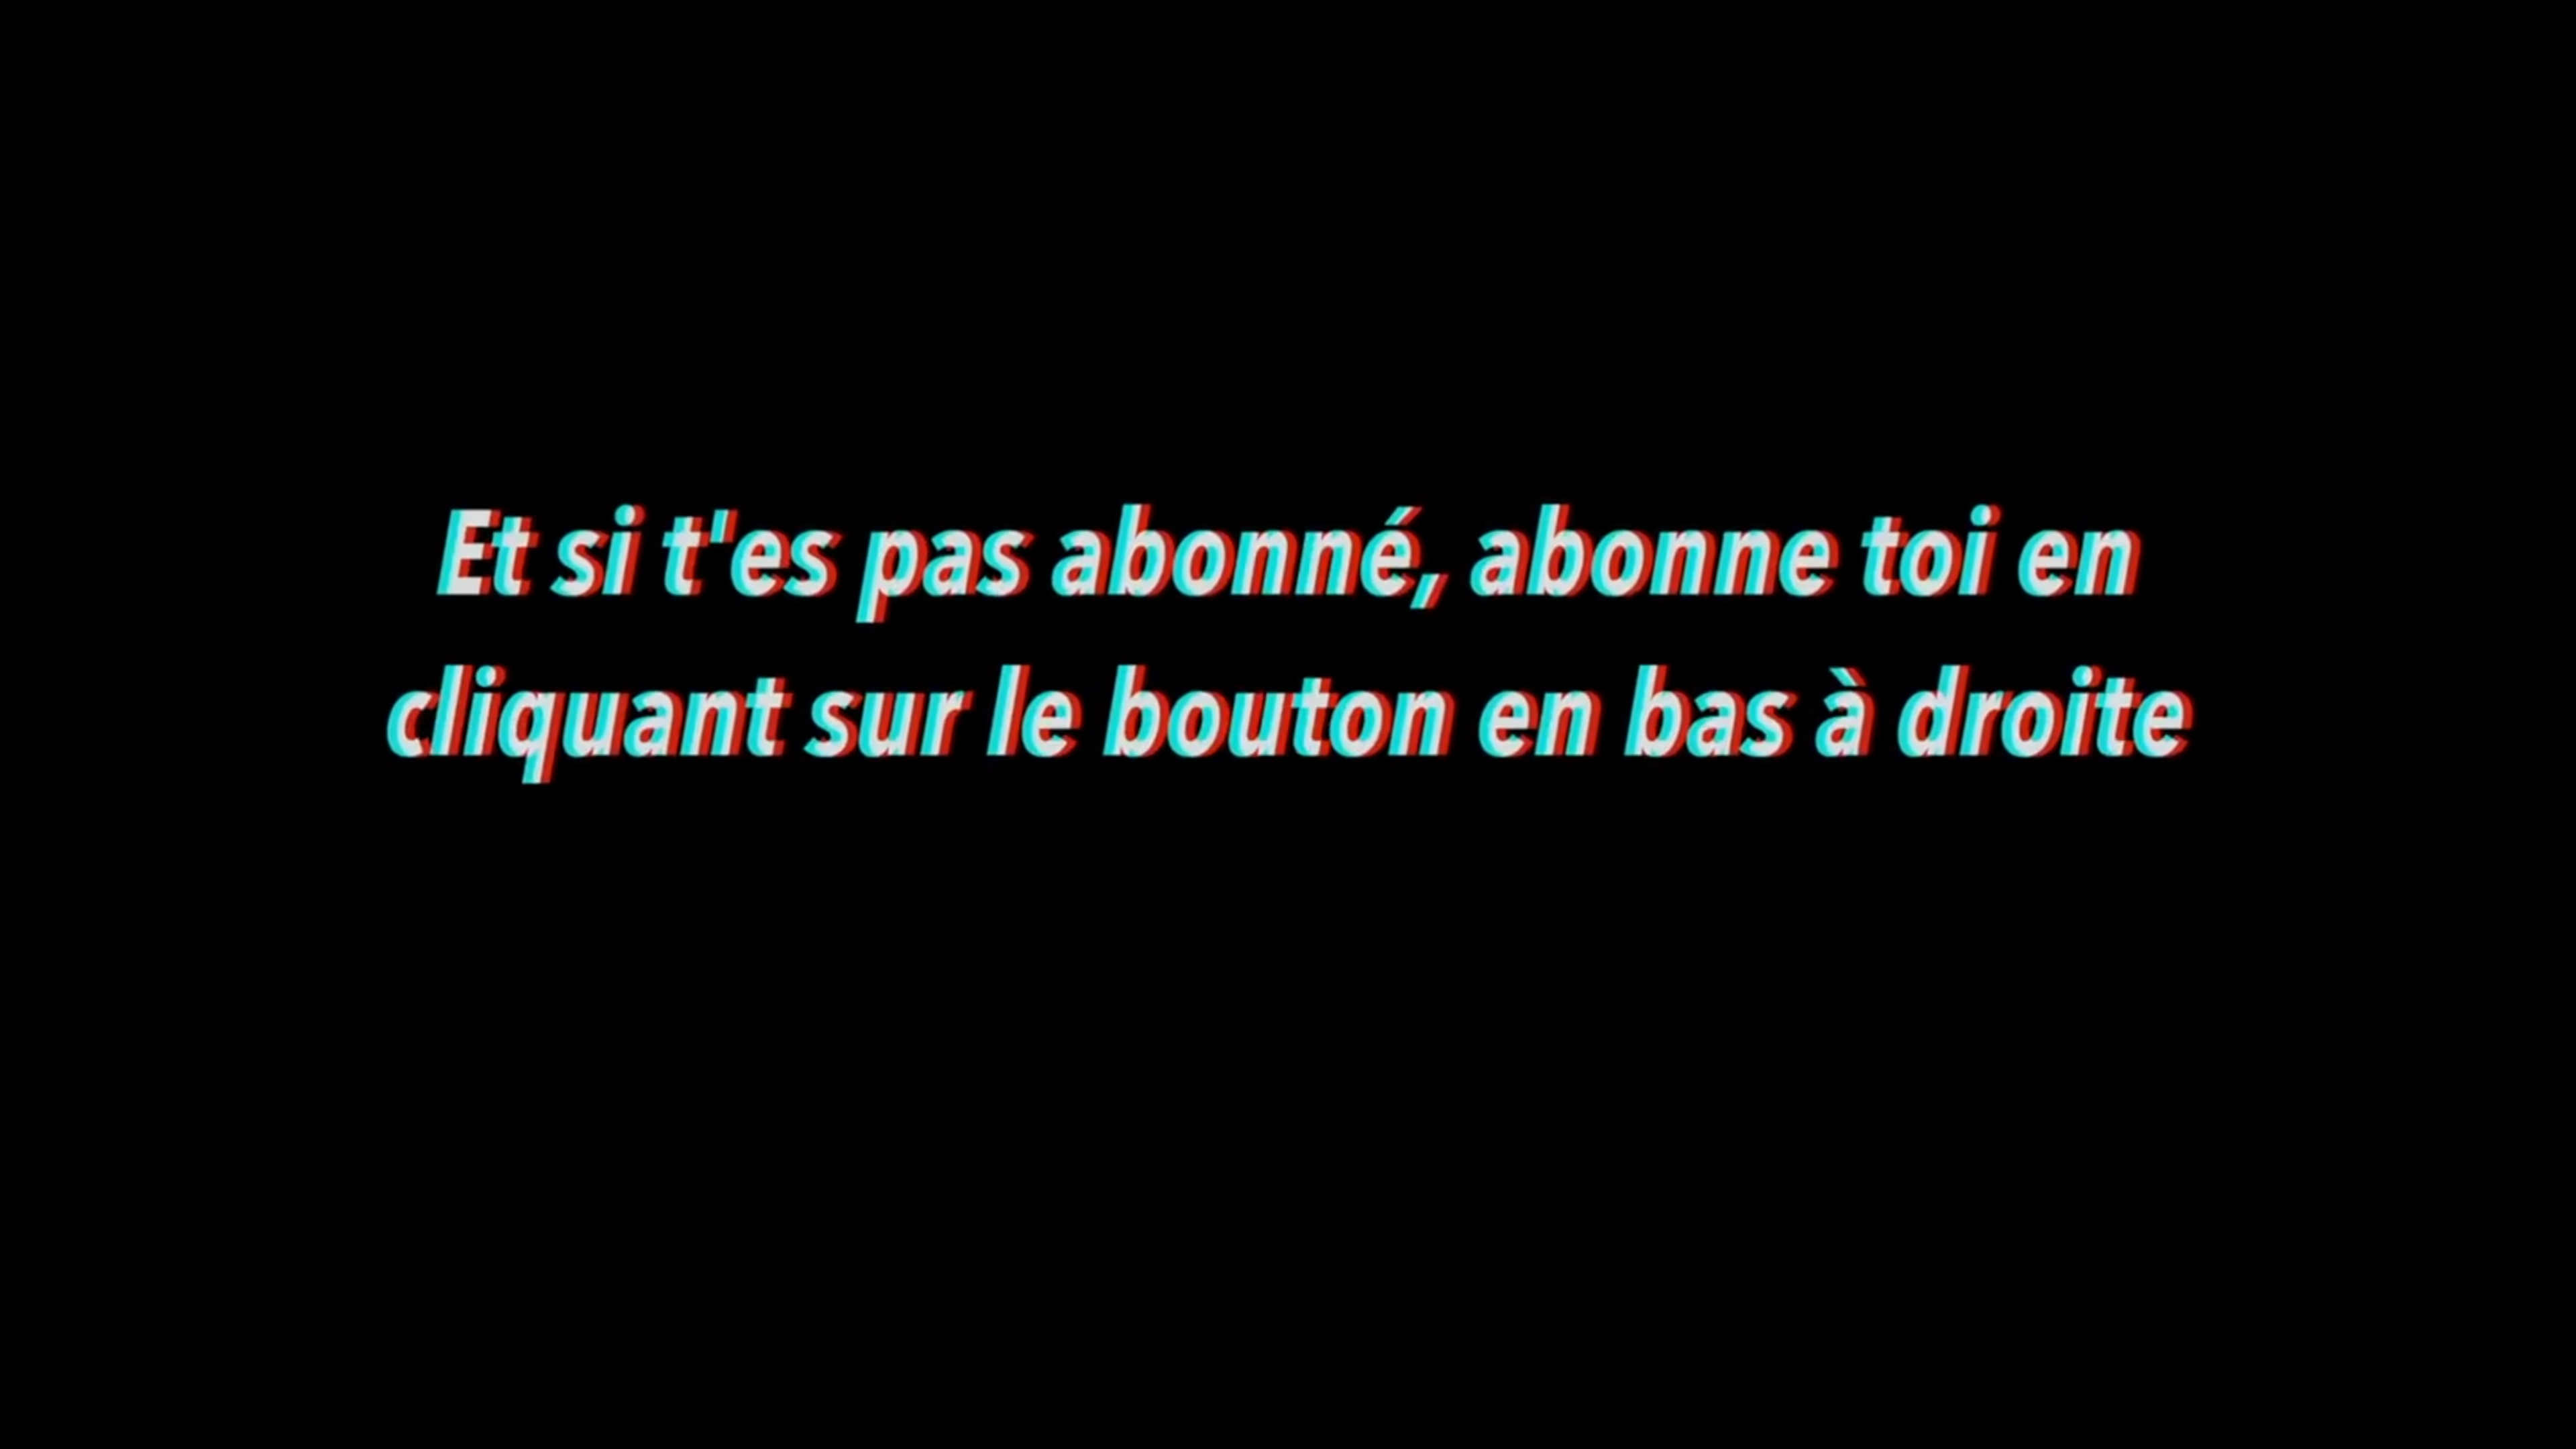 Et si t'es pas abonné, abonne toi en
cliquant sur le bouton en bas à droite